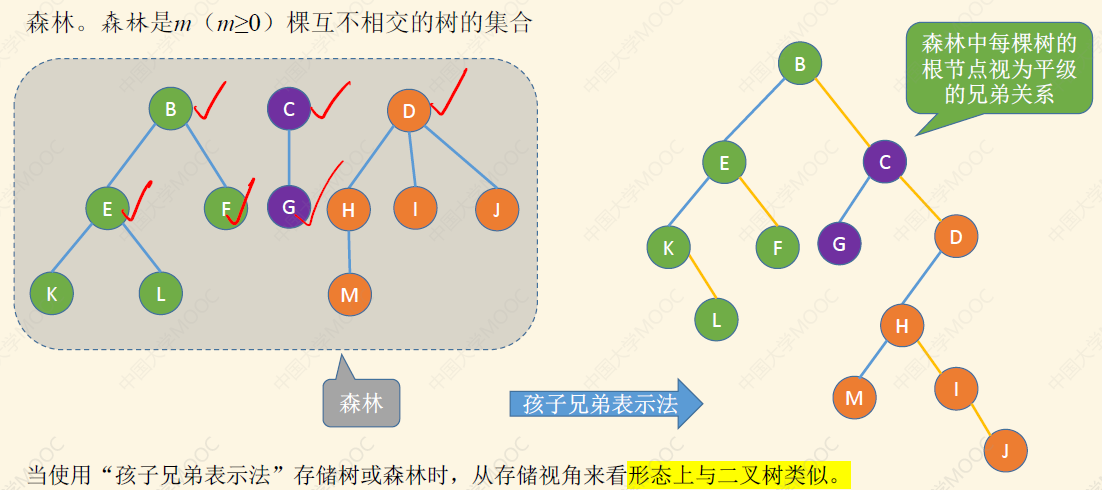 森林。森林是m（m≥0）棵互不相交的树的集合
B
C
D
E
F
G
H
I
J
K
L
M
森林
孩子兄弟表示法
森林中每棵树的
根节点视为平级
的兄弟关系
B
E
C
K
F
G
D
L
H
M
I
J
当使用“孩子兄弟表示法”存储树或森林时，从存储视角来看形态上与二叉树类似。
中国大学MOOC